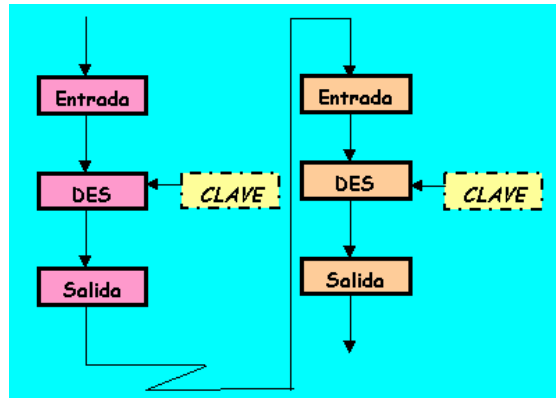 Entrada
DES
CLAVE
Salida
Entrada
DES
CLAVE
Salida